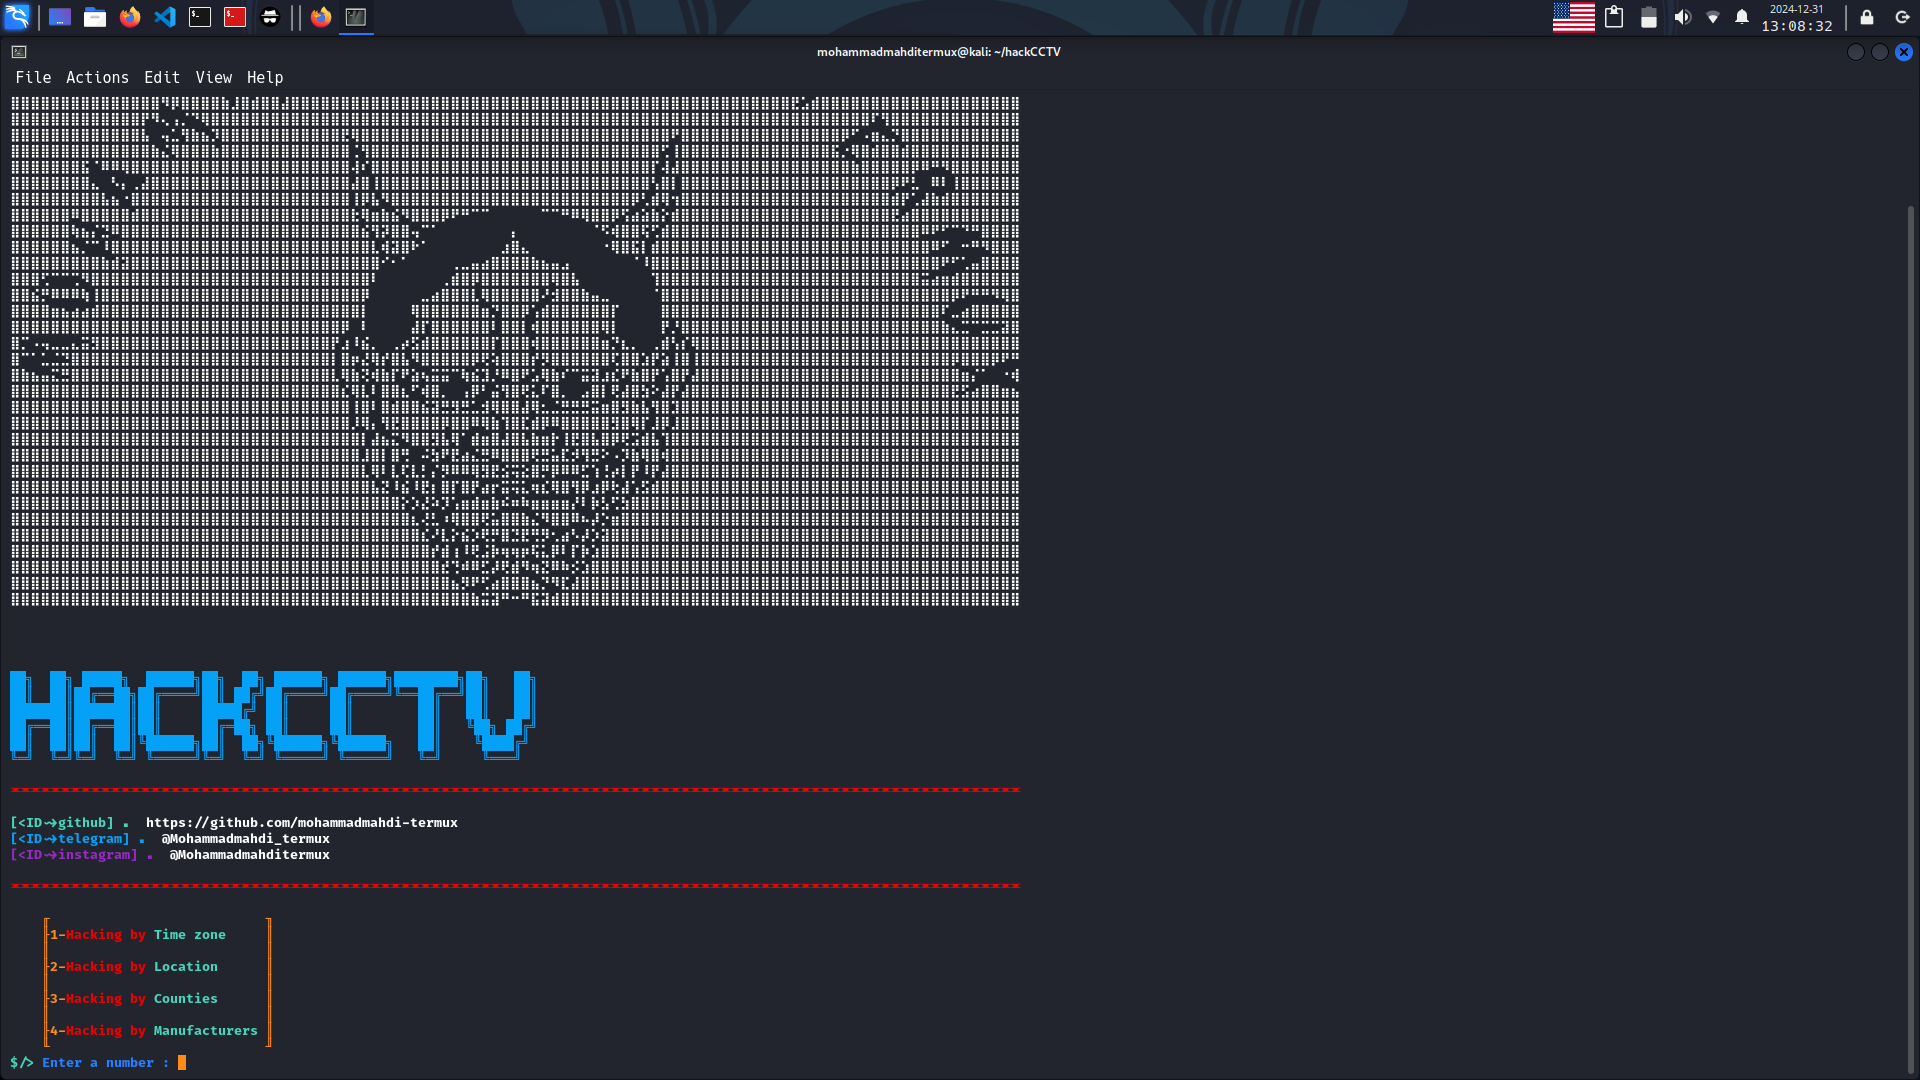 2024-12-31
13:08:32
mohammadmahditermux@kali: ~/hackCCTV
File Actions Edit View Help
HACKCCTV
[<ID⇝github] . https://github.com/mohammadmahdi-termux
[<ID⇝telegram] . @Mohammadmahdi_termux
[<ID⇝instagram] . @Mohammadmahditermux
1-Hacking by Time zone
2-Hacking by Location
3-Hacking by Counties
4-Hacking by Manufacturers
$/> Enter a number :